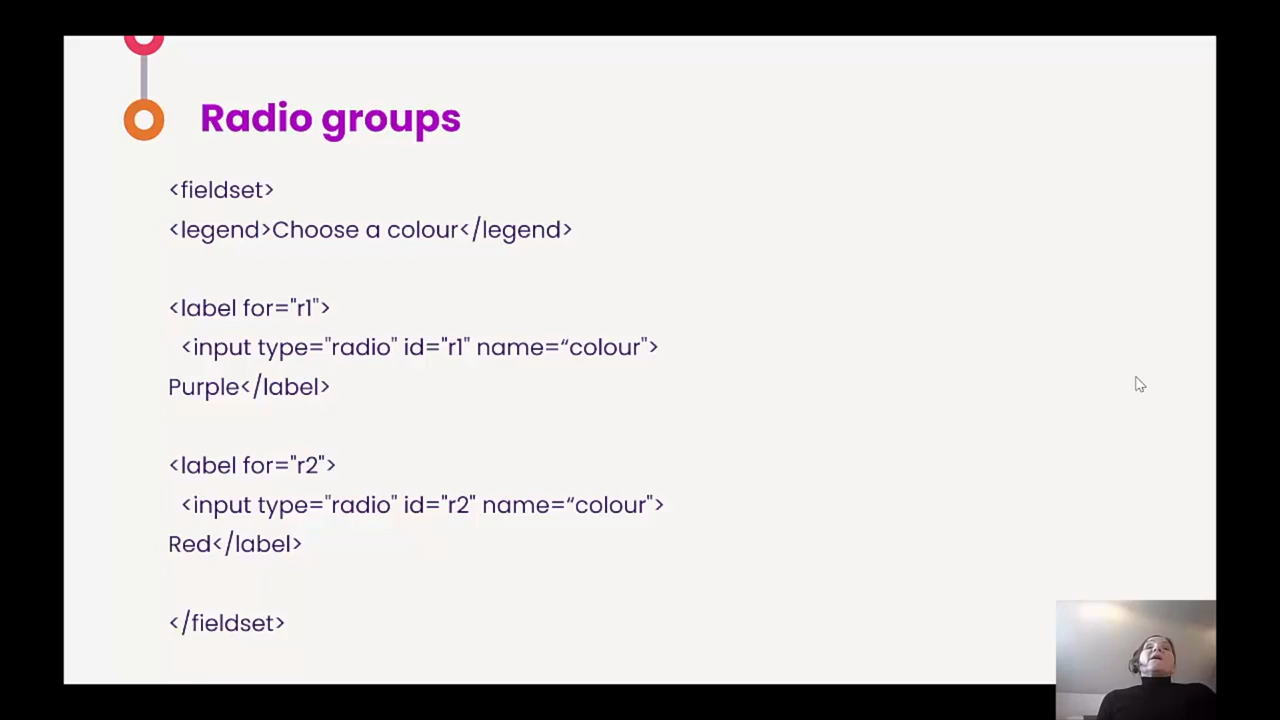 Radio groups
<fieldset>
<legend>Choose a colour</legend>
<label for="r1">
<input type="radio" id="r1" name=“colour">
Purple</label>
<label for="r2">
<input type="radio" id="r2" name=“colour">
Red</label>
</fieldset>